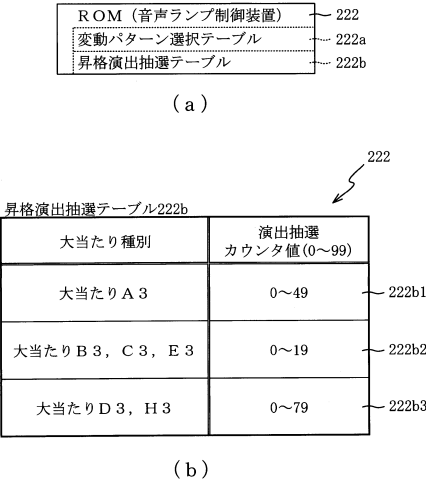 ROM（音声ランプ制御装置） 222
変動パターン選択テーブル 222a
昇格演出抽選テーブル 222b
(a)
222
昇格演出抽選テーブル222b
大当たり種別 演出抽選
カウンタ値(0～99)
大当たりA3 0～49 222b1
大当たりB3，C3，E3 0～19 222b2
大当たりD3，H3 0～79 222b3
(b)